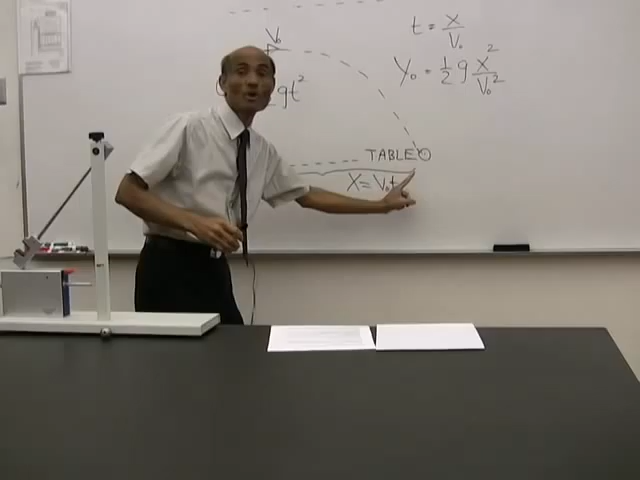 V₀
t = x/V₀
gt²
y₀ = 1/2 g x²/V₀²
TABLE
X = V₀t